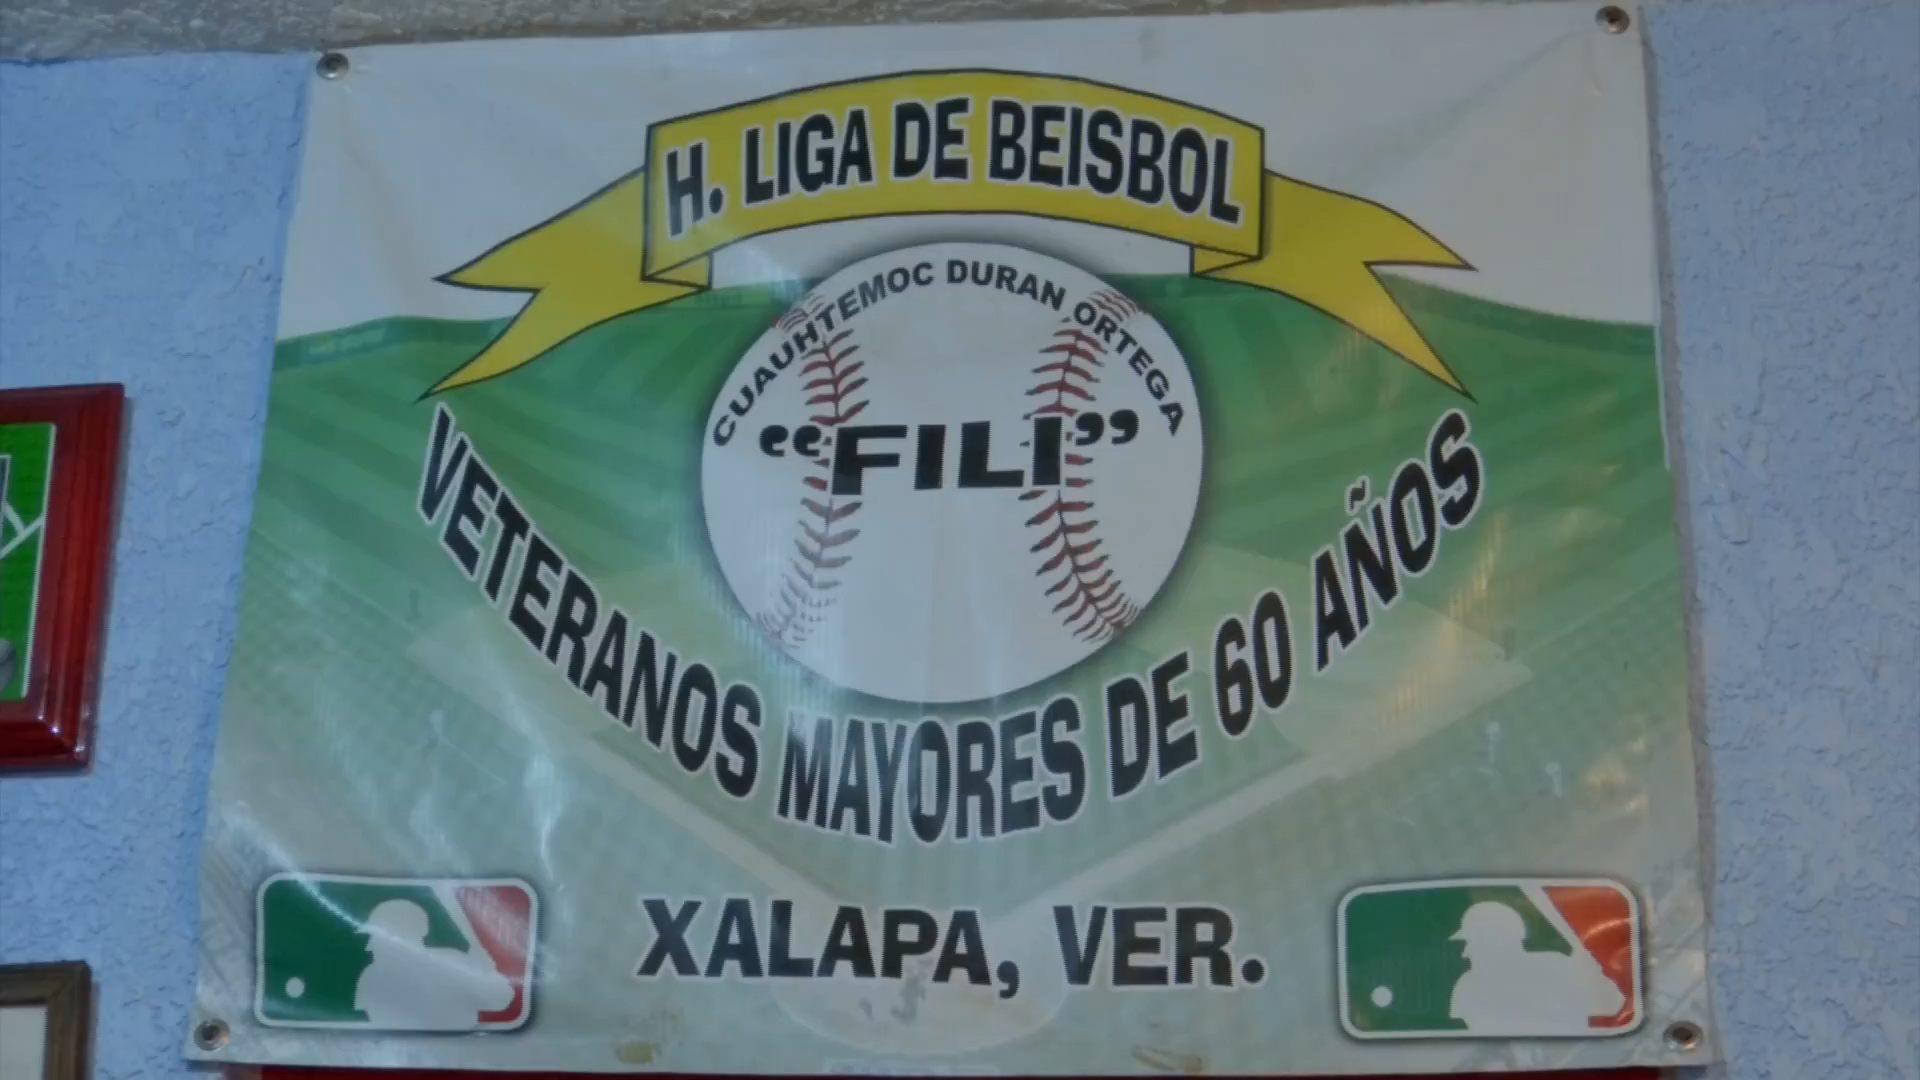 H. LIGA DE BEISBOL
CUAUHTEMOC DURAN ORTEGA
“FILI”
VETERANOS MAYORES DE 60 AÑOS
XALAPA, VER.